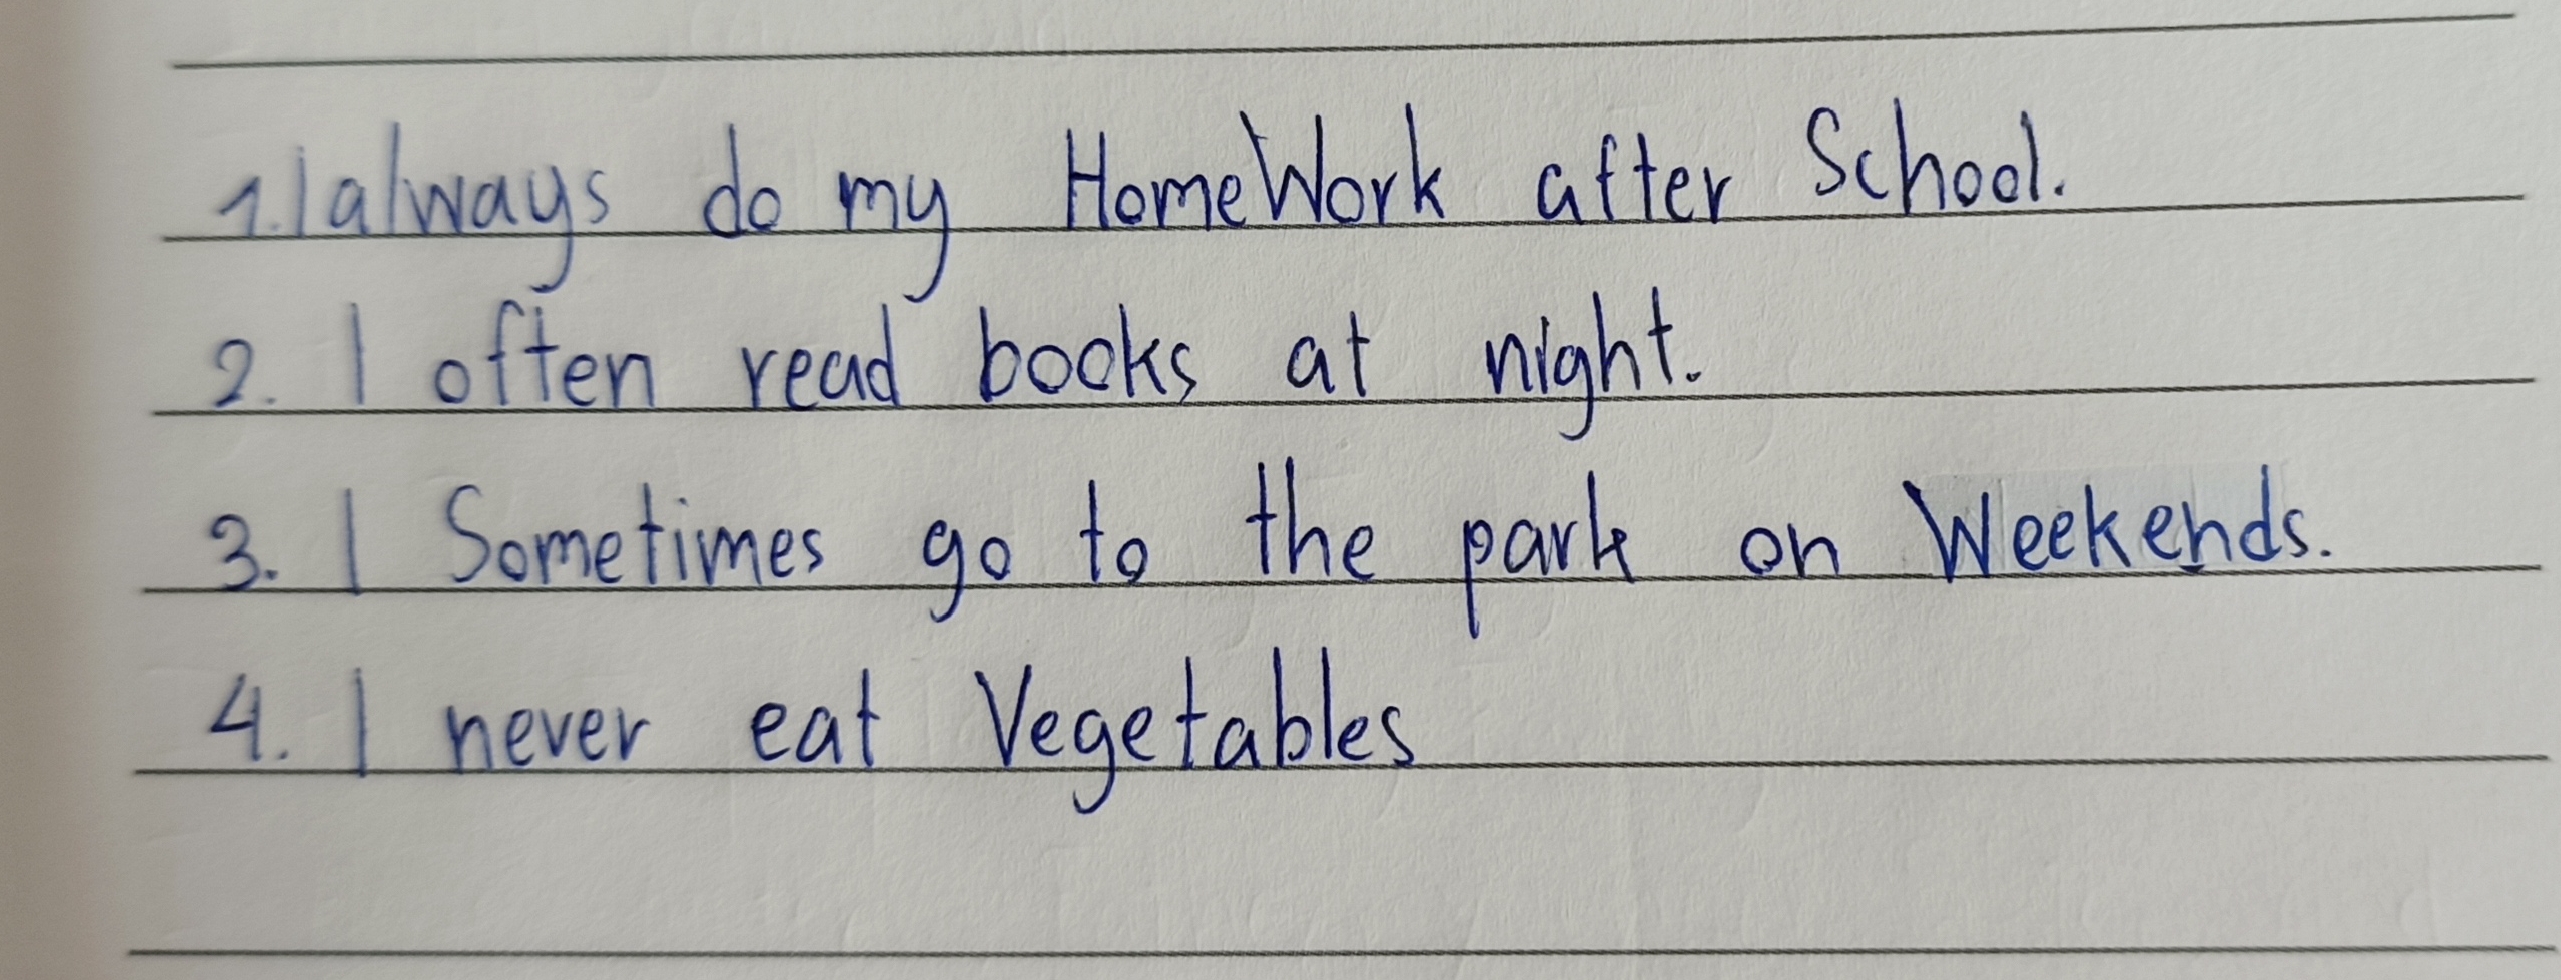 1. I always do my HomeWork after School.
2. I often read books at night.
3. I Sometimes go to the park on Weekends.
4. I never eat Vegetables